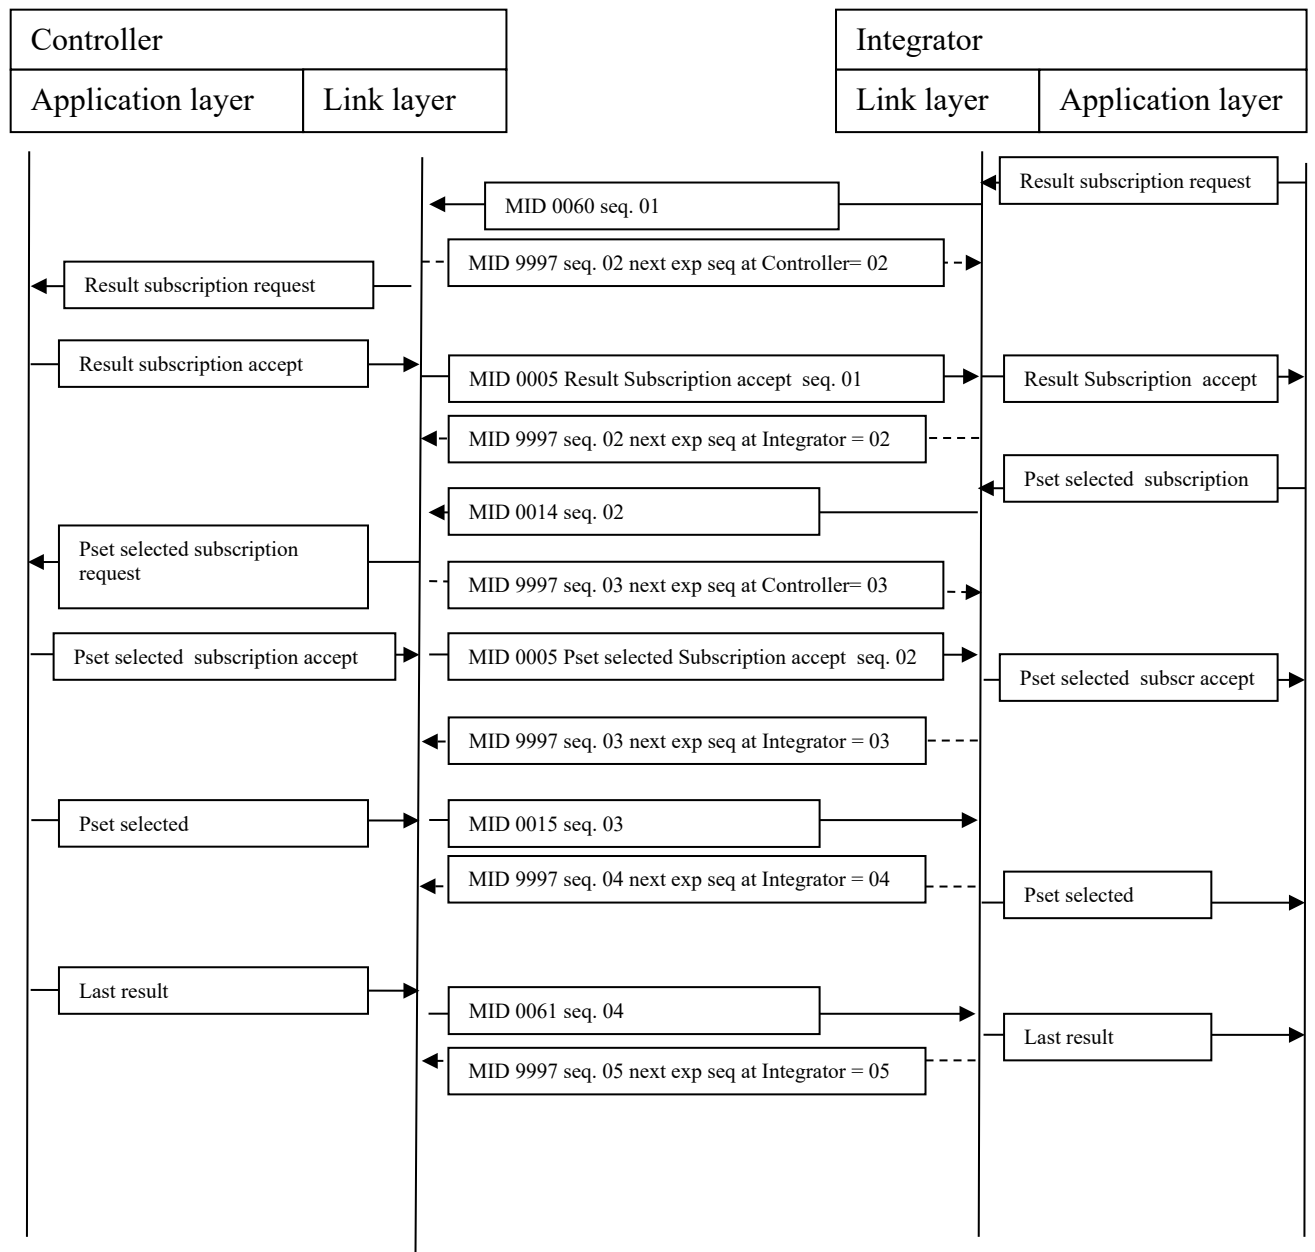 Controller
Integrator
Application layer
Link layer
Link layer
Application layer
Result subscription request
MID 0060 seq. 01
MID 9997 seq. 02 next exp seq at Controller= 02
Result subscription request
Result subscription accept
MID 0005 Result Subscription accept  seq. 01
Result Subscription  accept
MID 9997 seq. 02 next exp seq at Integrator = 02
Pset selected  subscription
MID 0014 seq. 02
Pset selected subscription
request
MID 9997 seq. 03 next exp seq at Controller= 03
Pset selected  subscription accept
MID 0005 Pset selected Subscription accept  seq. 02
Pset selected  subscr accept
MID 9997 seq. 03 next exp seq at Integrator = 03
Pset selected
MID 0015 seq. 03
MID 9997 seq. 04 next exp seq at Integrator = 04
Pset selected
Last result
MID 0061 seq. 04
Last result
MID 9997 seq. 05 next exp seq at Integrator = 05